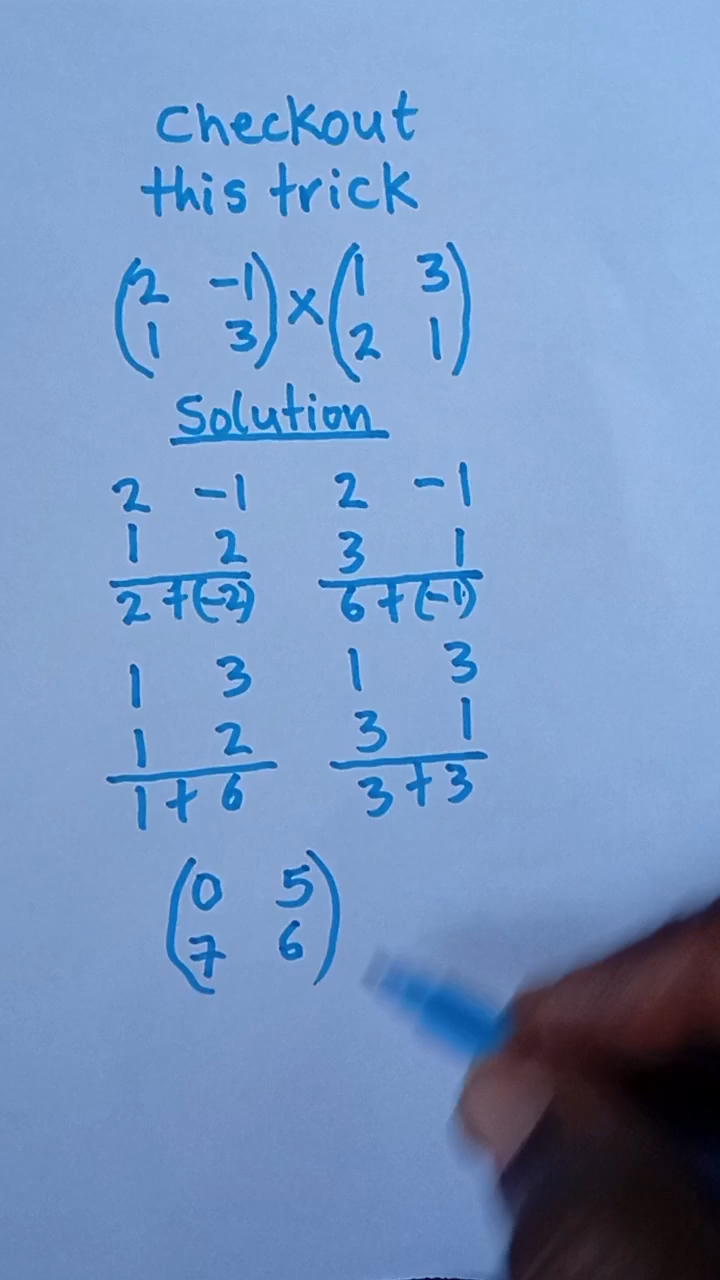 Checkout
this trick
(2 -1) × (1 3)
(1 3) (2 1)
Solution
2 -1 2 -1
1 2 3 1
2+(-2) 6+(-1)
1 3 1 3
1 2 3 1
1+6 3+3
(0 5)
(7 6)